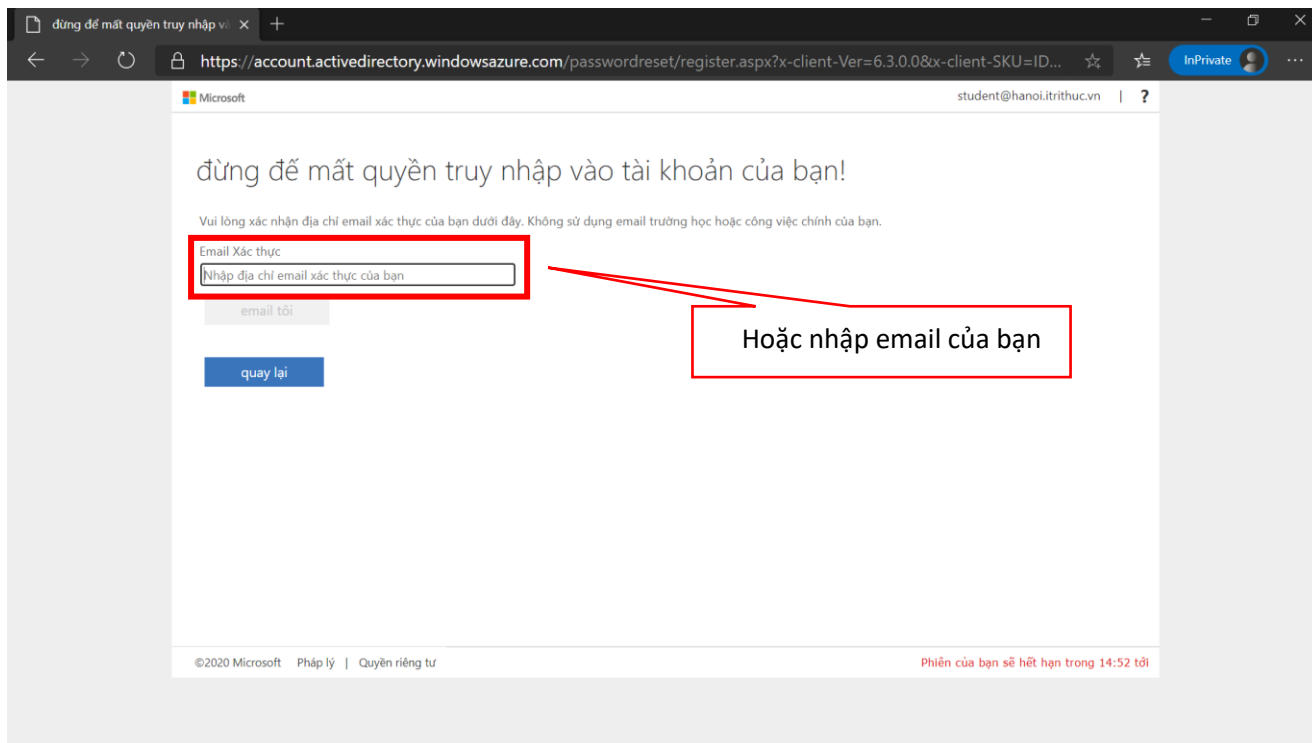 đừng để mất quyền truy nhập và
https://account.activedirectory.windowsazure.com/passwordreset/register.aspx?x-client-Ver=6.3.0.0&x-client-SKU=ID...
InPrivate
Microsoft
student@hanoi.itrithuc.vn | ?
đừng để mất quyền truy nhập vào tài khoản của bạn!
Vui lòng xác nhận địa chỉ email xác thực của bạn dưới đây. Không sử dụng email trường học hoặc công việc chính của bạn.
Email Xác thực
Nhập địa chỉ email xác thực của bạn
email tôi
Hoặc nhập email của bạn
quay lại
©2020 Microsoft Pháp lý | Quyền riêng tư
Phiên của bạn sẽ hết hạn trong 14:52 tới